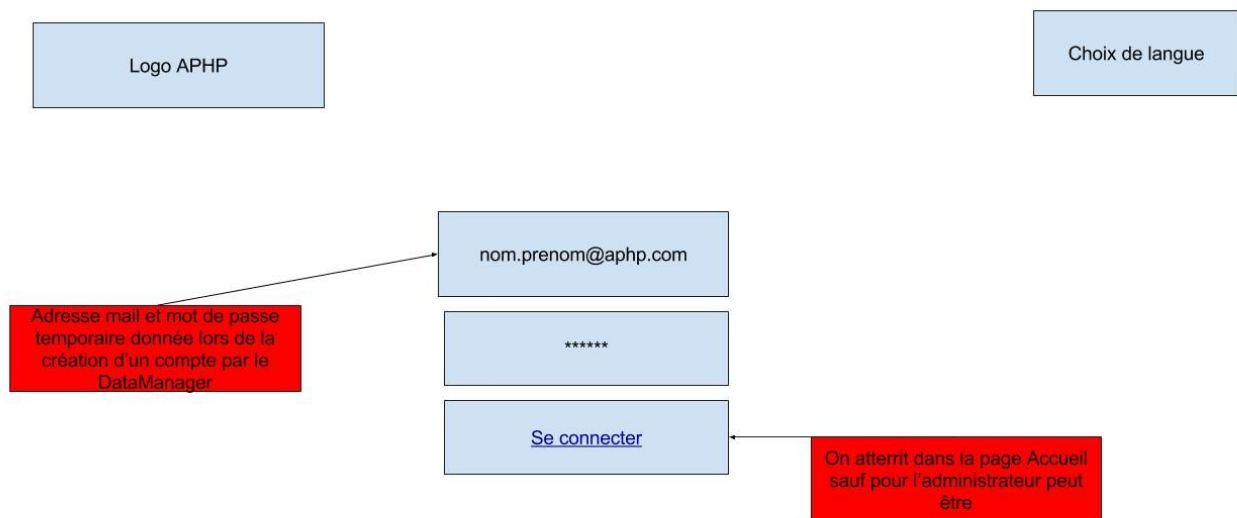 Logo APHP
Choix de langue
nom.prenom@aphp.com
Adresse mail et mot de passe
temporaire donnée lors de la
création d'un compte par le
DataManager
******
Se connecter
On atterrit dans la page Accueil
sauf pour l'administrateur peut
être